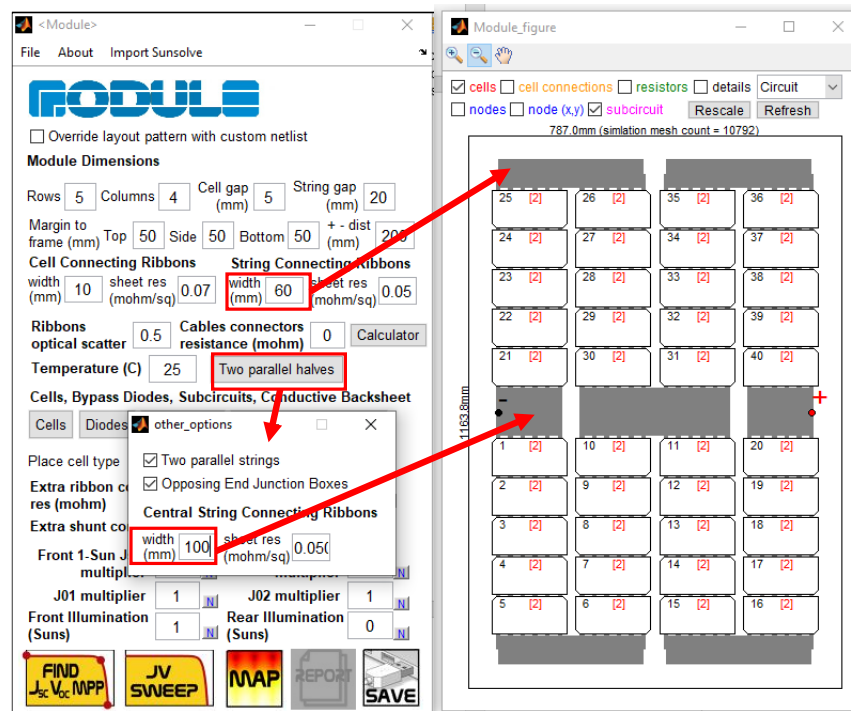 <Module>
File About Import Sunsolve
MODULE
Override layout pattern with custom netlist
Module Dimensions
Rows 5 Columns 4 Cell gap (mm) 5 String gap (mm) 20
Margin to frame (mm) Top 50 Side 50 Bottom 50 + - dist (mm) 200
Cell Connecting Ribbons String Connecting Ribbons
width (mm) 10 sheet res (mohm/sq) 0.07 width (mm) 60 sheet res (mohm/sq) 0.05
Ribbons optical scatter 0.5 Cables connectors resistance (mohm) 0 Calculator
Temperature (C) 25 Two parallel halves
Cells, Bypass Diodes, Subcircuits, Conductive Backsheet
Cells Diodes
Place cell type
Extra ribbon
res (mohm)
Extra shunt
Front 1-Sun
multiplier N N
J01 multiplier 1 N J02 multiplier 1 N
Front Illumination (Suns) 1 N Rear Illumination (Suns) 0 N
FIND Jsc Voc MPP
JV SWEEP
MAP
REPORT
SAVE
other_options
Two parallel strings
Opposing End Junction Boxes
Central String Connecting Ribbons
width (mm) 100 sheet res (mohm/sq) 0.050
Module_figure
cells cell connections resistors details Circuit
nodes node (x,y) subcircuit Rescale Refresh
787.0mm (simlation mesh count = 10792)
1163.8mm
25 [2] 26 [2] 35 [2] 36 [2]
24 [2] 27 [2] 34 [2] 37 [2]
23 [2] 28 [2] 33 [2] 38 [2]
22 [2] 29 [2] 32 [2] 39 [2]
21 [2] 30 [2] 31 [2] 40 [2]
- +
1 [2] 10 [2] 11 [2] 20 [2]
2 [2] 9 [2] 12 [2] 19 [2]
3 [2] 8 [2] 13 [2] 18 [2]
4 [2] 7 [2] 14 [2] 17 [2]
5 [2] 6 [2] 15 [2] 16 [2]